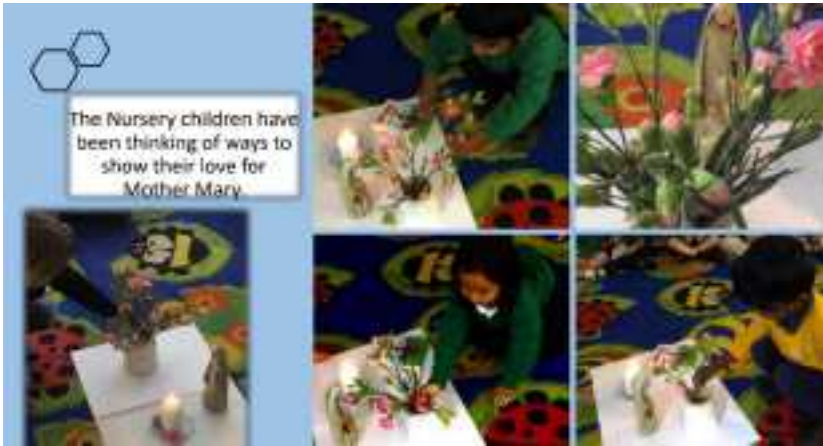 The Nursery children have
been thinking of ways to
show their love for
Mother Mary.